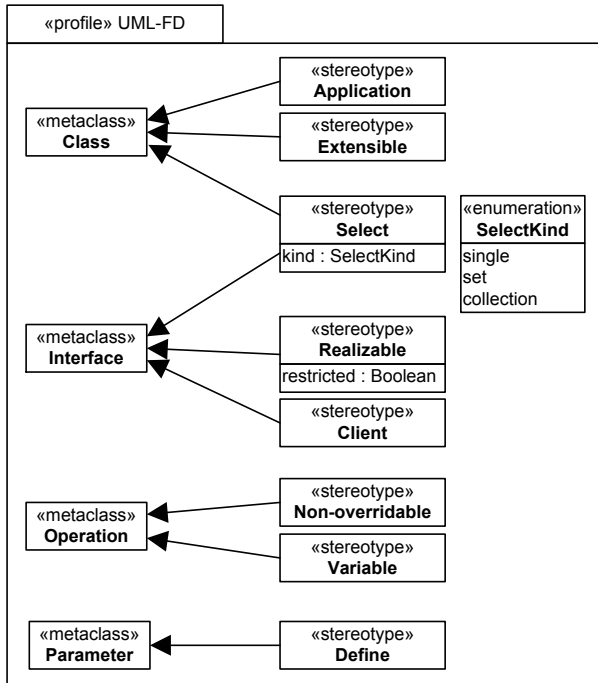 «profile» UML-FD
«stereotype»
Application
«metaclass»
Class
«stereotype»
Extensible
«stereotype»
Select
kind : SelectKind
«enumeration»
SelectKind
single
set
collection
«metaclass»
Interface
«stereotype»
Realizable
restricted : Boolean
«stereotype»
Client
«metaclass»
Operation
«stereotype»
Non-overridable
«stereotype»
Variable
«metaclass»
Parameter
«stereotype»
Define